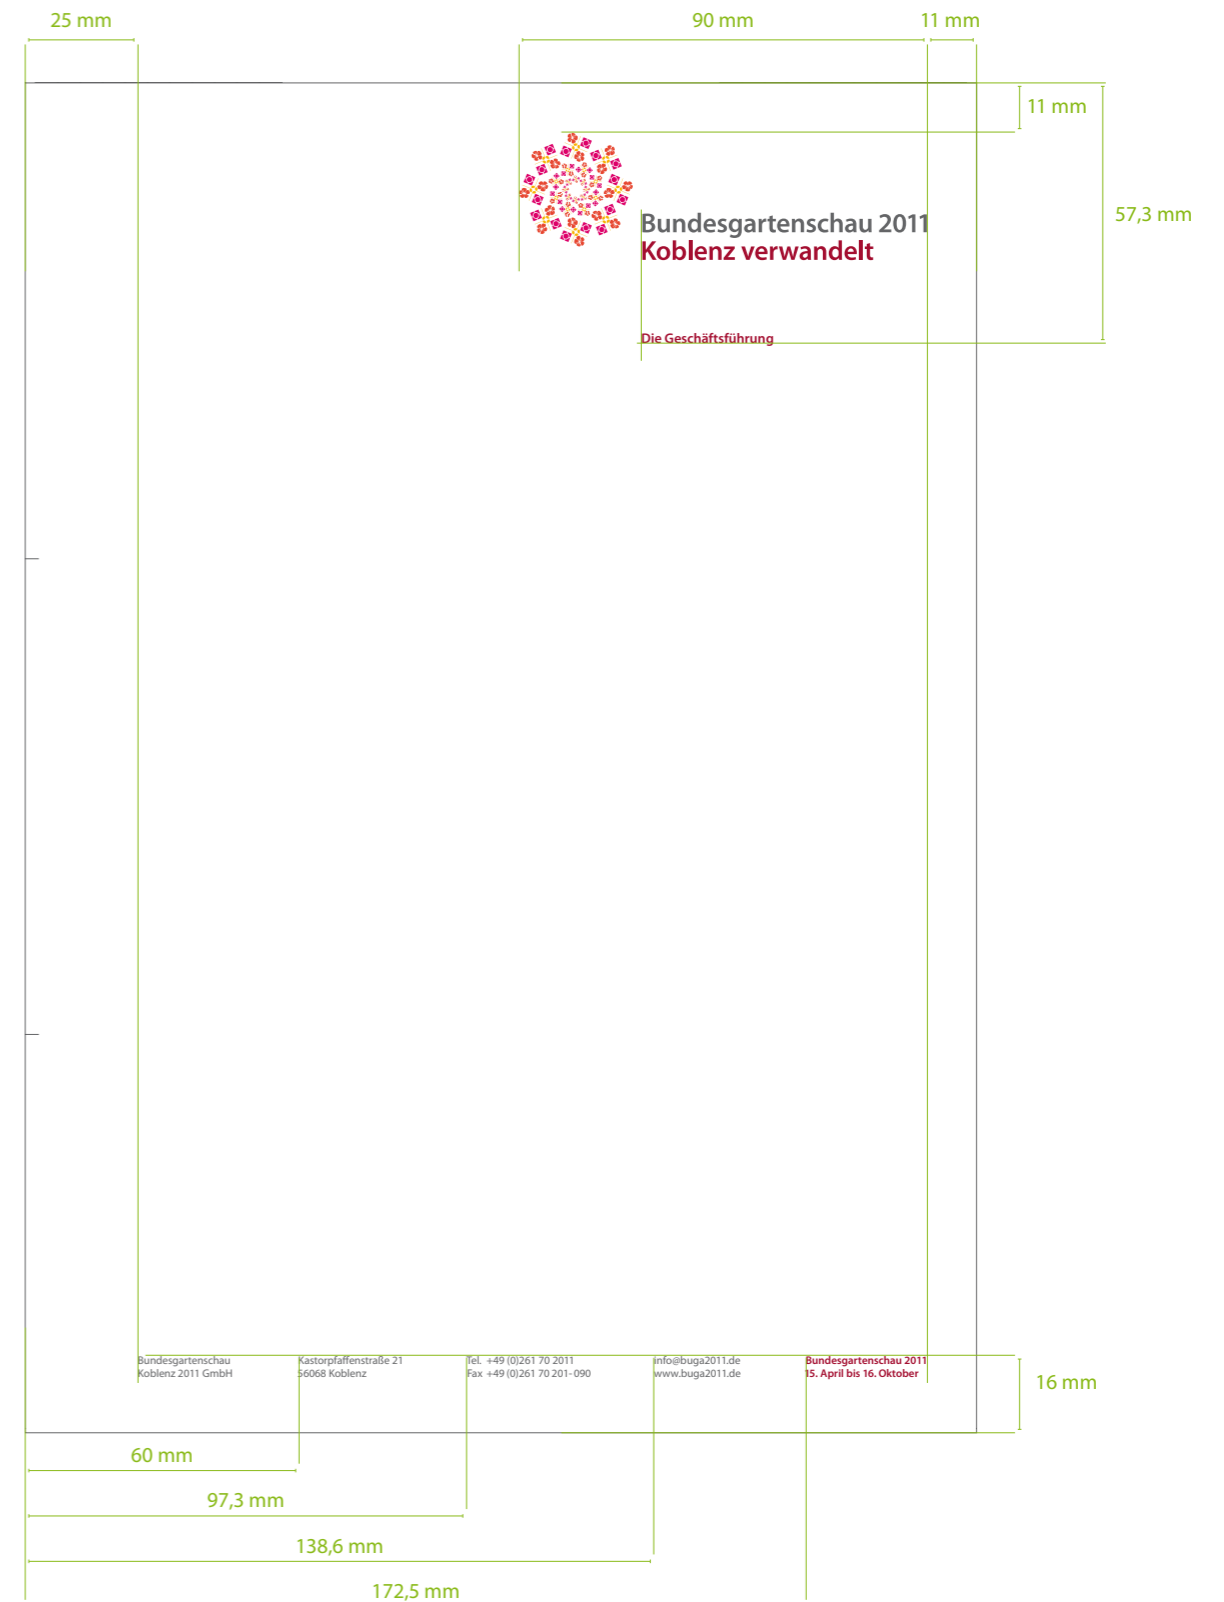 25 mm
90 mm
11 mm
11 mm
57,3 mm
Bundesgartenschau 2011
Koblenz verwandelt
Die Geschäftsführung
Bundesgartenschau
Koblenz 2011 GmbH
Kastorpfaffenstraße 21
56068 Koblenz
Tel. +49 (0)261 70 2011
Fax +49 (0)261 70 201-090
info@buga2011.de
www.buga2011.de
Bundesgartenschau 2011
15. April bis 16. Oktober
16 mm
60 mm
97,3 mm
138,6 mm
172,5 mm